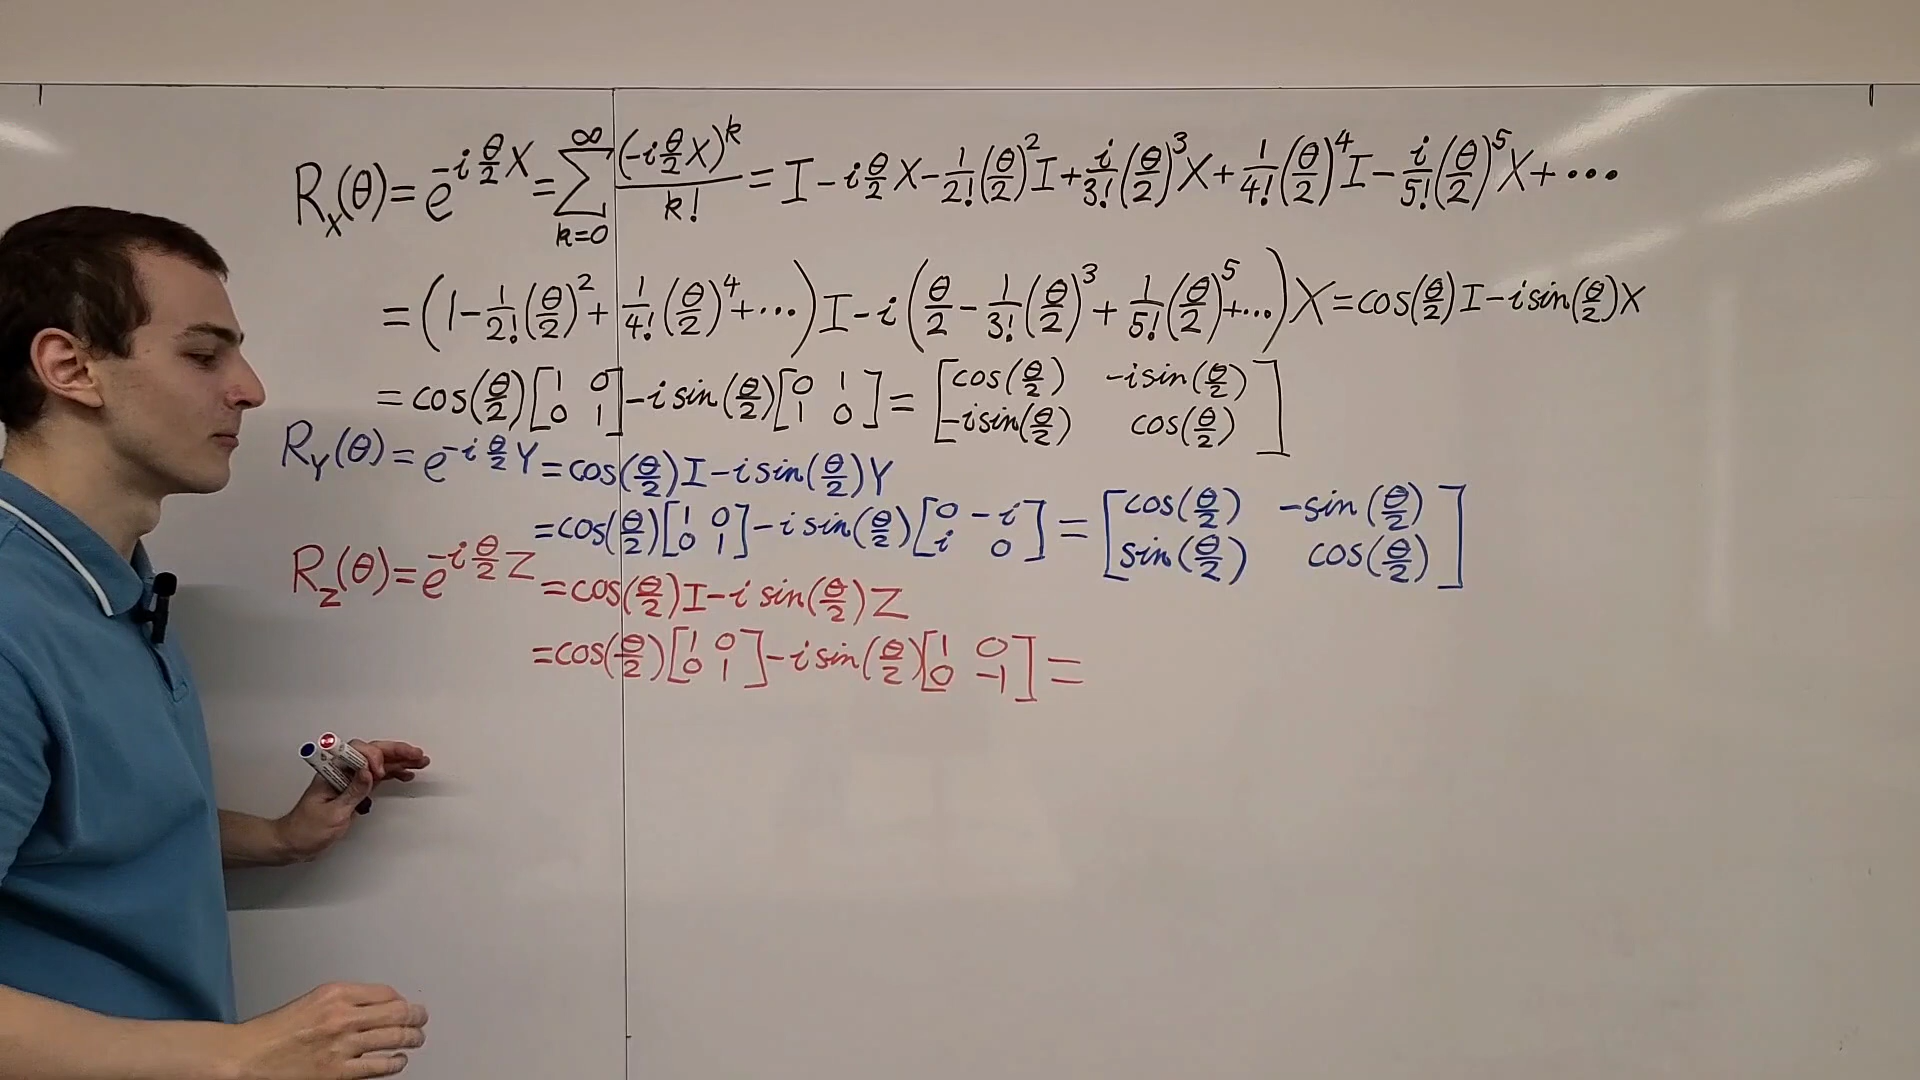 Rₓ(θ) = e^(-i θ/2 X) = ∑_{k=0}^{∞} (-i θ/2 X)^k / k! = I - i θ/2 X - 1/2! (θ/2)² I + i/3! (θ/2)³ X + 1/4! (θ/2)⁴ I - i/5! (θ/2)⁵ X + ⋯
= (1 - 1/2! (θ/2)² + 1/4! (θ/2)⁴ + ⋯) I - i (θ/2 - 1/3! (θ/2)³ + 1/5! (θ/2)⁵ + ⋯) X = cos(θ/2) I - i sin(θ/2) X
= cos(θ/2) [1 0; 0 1] - i sin(θ/2) [0 1; 1 0] = [cos(θ/2) -i sin(θ/2); -i sin(θ/2) cos(θ/2)]
R_Y(θ) = e^(-i θ/2 Y) = cos(θ/2) I - i sin(θ/2) Y
= cos(θ/2) [1 0; 0 1] - i sin(θ/2) [0 -i; i 0] = [cos(θ/2) -sin(θ/2); sin(θ/2) cos(θ/2)]
R_Z(θ) = e^(-i θ/2 Z) = cos(θ/2) I - i sin(θ/2) Z
= cos(θ/2) [1 0; 0 1] - i sin(θ/2) [1 0; 0 -1] =